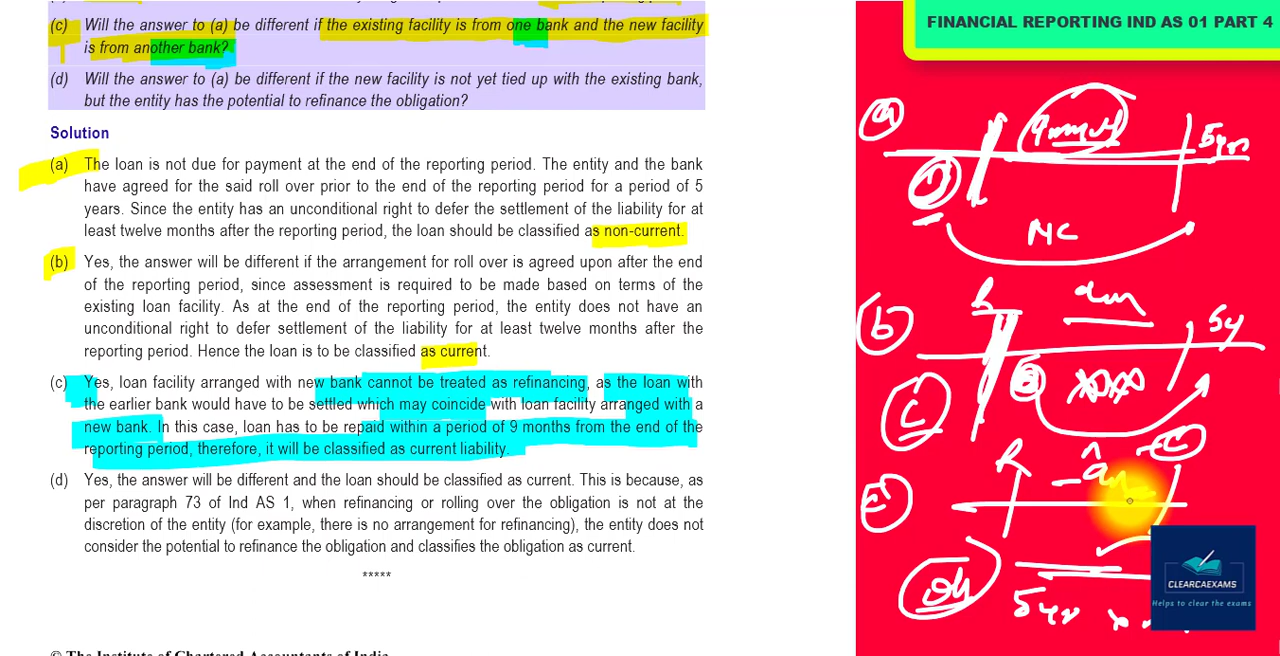 (c) Will the answer to (a) be different if the existing facility is from one bank and the new facility
is from another bank?
(d) Will the answer to (a) be different if the new facility is not yet tied up with the existing bank,
but the entity has the potential to refinance the obligation?
Solution
(a) The loan is not due for payment at the end of the reporting period. The entity and the bank
have agreed for the said roll over prior to the end of the reporting period for a period of 5
years. Since the entity has an unconditional right to defer the settlement of the liability for at
least twelve months after the reporting period, the loan should be classified as non-current.
(b) Yes, the answer will be different if the arrangement for roll over is agreed upon after the end
of the reporting period, since assessment is required to be made based on terms of the
existing loan facility. As at the end of the reporting period, the entity does not have an
unconditional right to defer settlement of the liability for at least twelve months after the
reporting period. Hence the loan is to be classified as current.
(c) Yes, loan facility arranged with new bank cannot be treated as refinancing, as the loan with
the earlier bank would have to be settled which may coincide with loan facility arranged with a
new bank. In this case, loan has to be repaid within a period of 9 months from the end of the
reporting period, therefore, it will be classified as current liability.
(d) Yes, the answer will be different and the loan should be classified as current. This is because, as
per paragraph 73 of Ind AS 1, when refinancing or rolling over the obligation is not at the
discretion of the entity (for example, there is no arrangement for refinancing), the entity does not
consider the potential to refinance the obligation and classifies the obligation as current.
*****
© The Institute of Chartered Accountants of India
FINANCIAL REPORTING IND AS 01 PART 4
a
5yrs
NC
b
5y
C
CLEARCAEXAMS
Helps to clear the exams